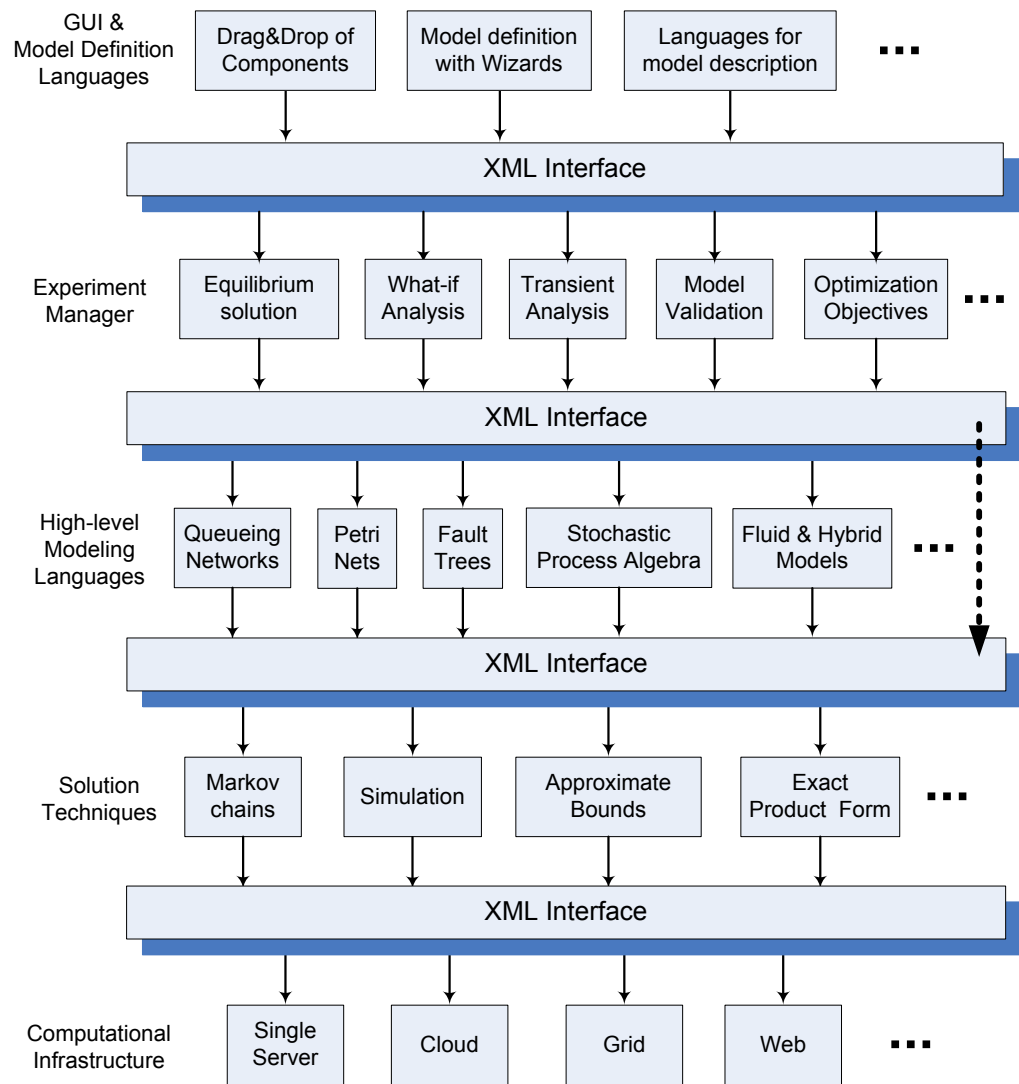 GUI &
Model Definition
Languages
Drag&Drop of
Components
Model definition
with Wizards
Languages for
model description
...
XML Interface
Experiment
Manager
Equilibrium
solution
What-if
Analysis
Transient
Analysis
Model
Validation
Optimization
Objectives
...
XML Interface
High-level
Modeling
Languages
Queueing
Networks
Petri
Nets
Fault
Trees
Stochastic
Process Algebra
Fluid & Hybrid
Models
...
XML Interface
Solution
Techniques
Markov
chains
Simulation
Approximate
Bounds
Exact
Product Form
...
XML Interface
Computational
Infrastructure
Single
Server
Cloud
Grid
Web
...